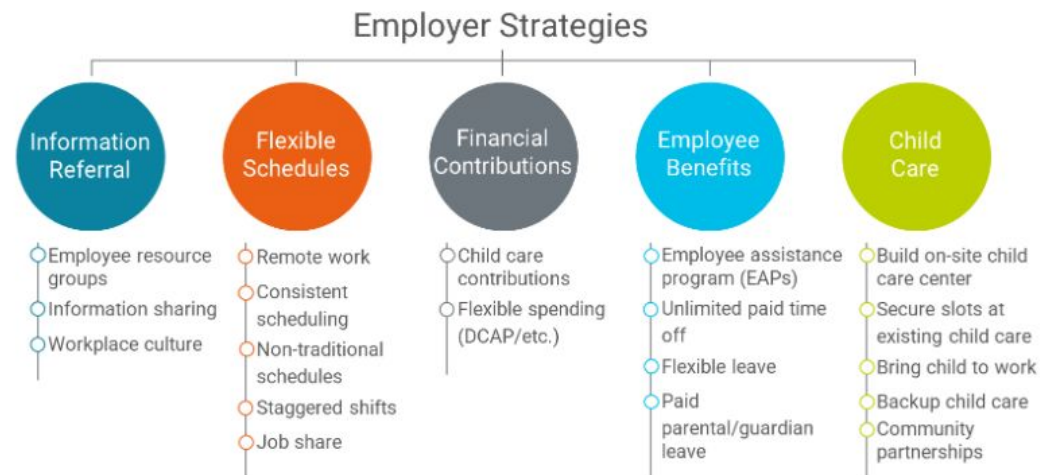 Employer Strategies
Information
Referral
Employee resource
groups
Information sharing
Workplace culture
Flexible
Schedules
Remote work
Consistent
scheduling
Non-traditional
schedules
Staggered shifts
Job share
Financial
Contributions
Child care
contributions
Flexible spending
(DCAP/etc.)
Employee
Benefits
Employee assistance
program (EAPs)
Unlimited paid time
off
Flexible leave
Paid
parental/guardian
leave
Child
Care
Build on-site child
care center
Secure slots at
existing child care
Bring child to work
Backup child care
Community
partnerships